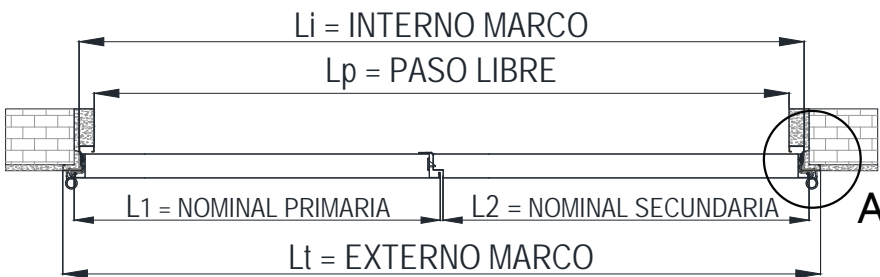 Li = INTERNO MARCO
Lp = PASO LIBRE
L1 = NOMINAL PRIMARIA
L2 = NOMINAL SECUNDARIA
A
Lt = EXTERNO MARCO